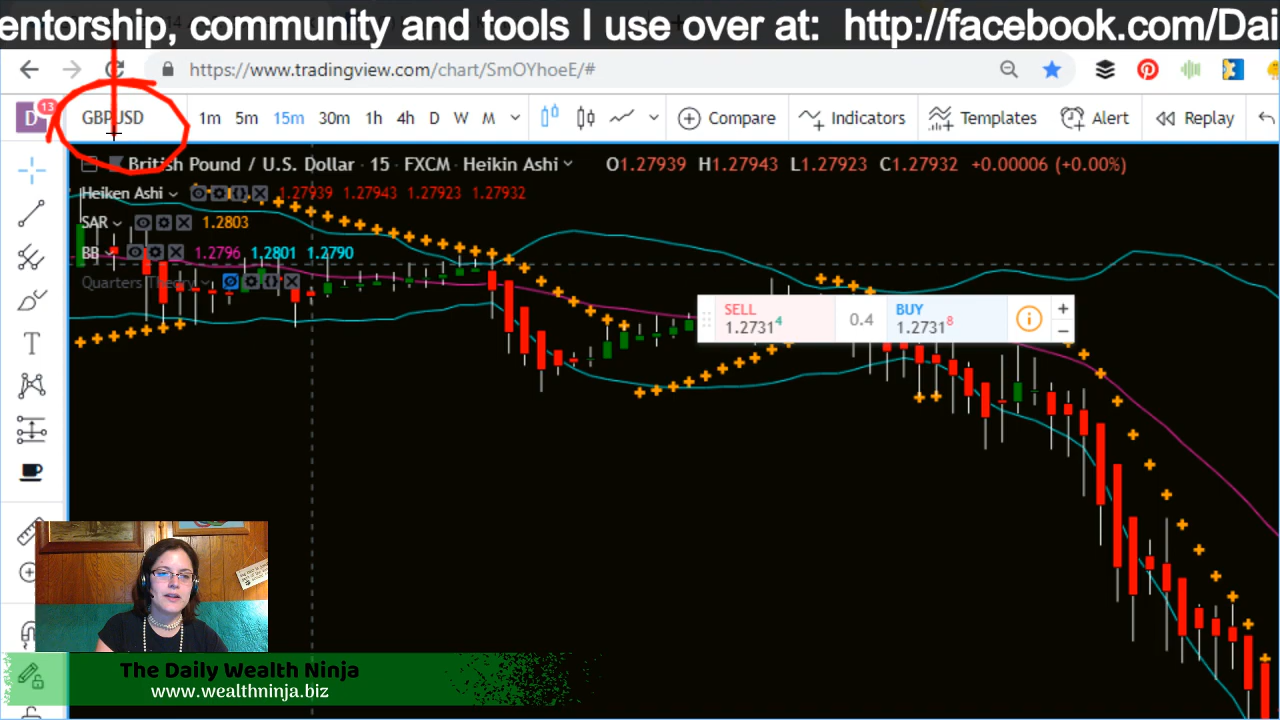 entorship, community and tools I use over at: http://facebook.com/Dai
https://www.tradingview.com/chart/SmOYhoeE/#
D 13 GBPUSD 1m 5m 15m 30m 1h 4h D W M Compare Indicators Templates Alert Replay
British Pound / U.S. Dollar · 15 · FXCM · Heikin Ashi O1.27939 H1.27943 L1.27923 C1.27932 +0.00006 (+0.00%)
Heiken Ashi 1.27939 1.27943 1.27923 1.27932
SAR 1.2803
BB 1.2796 1.2801 1.2790
Quarters Theory
SELL 1.27314 0.4 BUY 1.27318
T
The Daily Wealth Ninja
www.wealthninja.biz